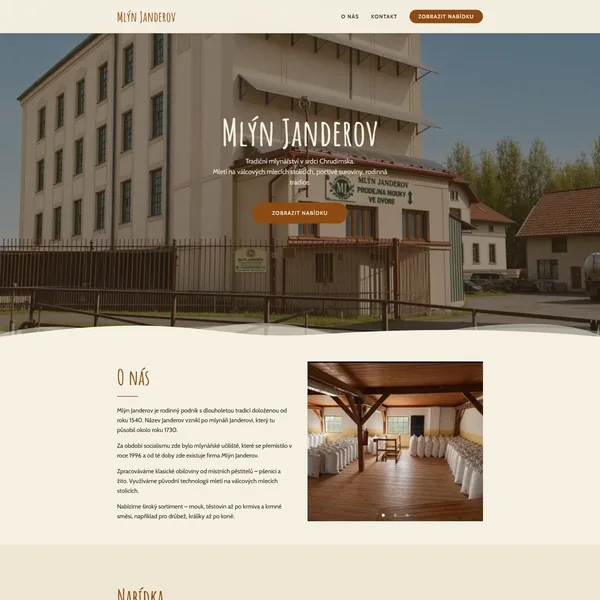 Mlýn Janderov
O NÁS
KONTAKT
ZOBRAZIT NABÍDKU
Mlýn Janderov
Tradiční mlynářství v srdci Chrudimska.
Mletí na válcových mlecích stolicích, poctivé suroviny, rodinná
tradice.
MLÝN JANDEROV
PRODEJNA MOUKY
VE DVOŘE
ZOBRAZIT NABÍDKU
O nás
Mlýn Janderov je rodinný podnik s dlouholetou tradicí doloženou od
roku 1540. Název Janderov vznikl po mlynáři Janderovi, který tu
působil okolo roku 1730.
Za období socialismu zde bylo mlynářské učiliště, které se přemístilo v
roce 1996 a od té doby zde existuje firma Mlýn Janderov.
Zpracováváme klasické obiloviny od místních pěstitelů – pšenici a
žito. Využíváme původní technologii mletí na válcových mlecích
stolicích.
Nabízíme široký sortiment – mouk, těstovin až po krmiva a krmné
směsi, například pro drůbež, králíky až po koně.
Nabídka